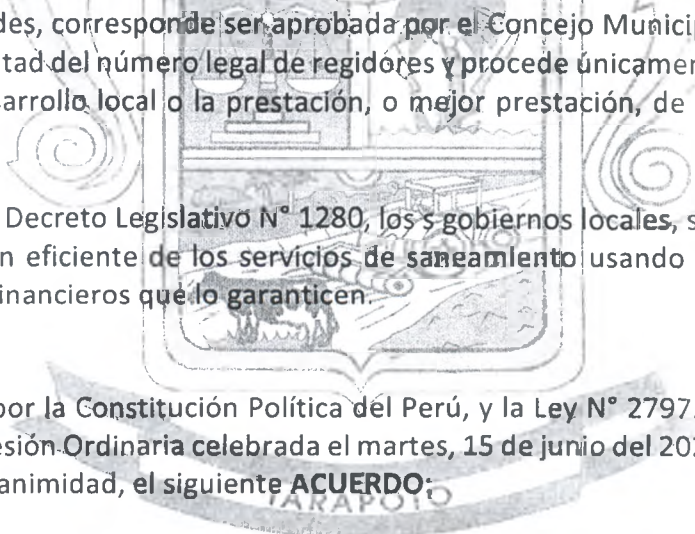 des, corresponde ser aprobada por el Concejo Municip
tad del número legal de regidores y procede únicamen
arrollo local o la prestación, o mejor prestación, de
Decreto Legislativo N° 1280, los s gobiernos locales, s
n eficiente de los servicios de saneamiento usando
inancieros que lo garanticen.
por la Constitución Política del Perú, y la Ley N° 2797
esión Ordinaria celebrada el martes, 15 de junio del 20
animidad, el siguiente ACUERDO;
TARAPOTO